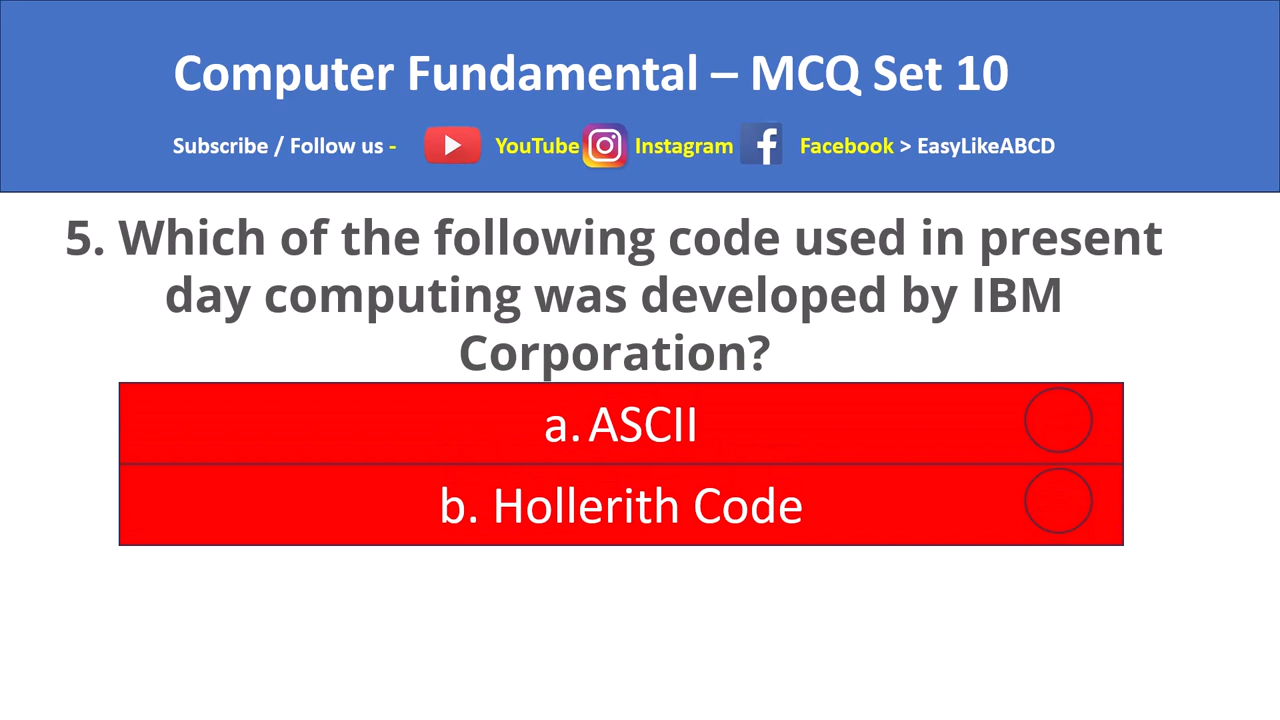 Computer Fundamental – MCQ Set 10
Subscribe / Follow us - YouTube Instagram Facebook > EasyLikeABCD
5. Which of the following code used in present
day computing was developed by IBM
Corporation?
a. ASCII
b. Hollerith Code